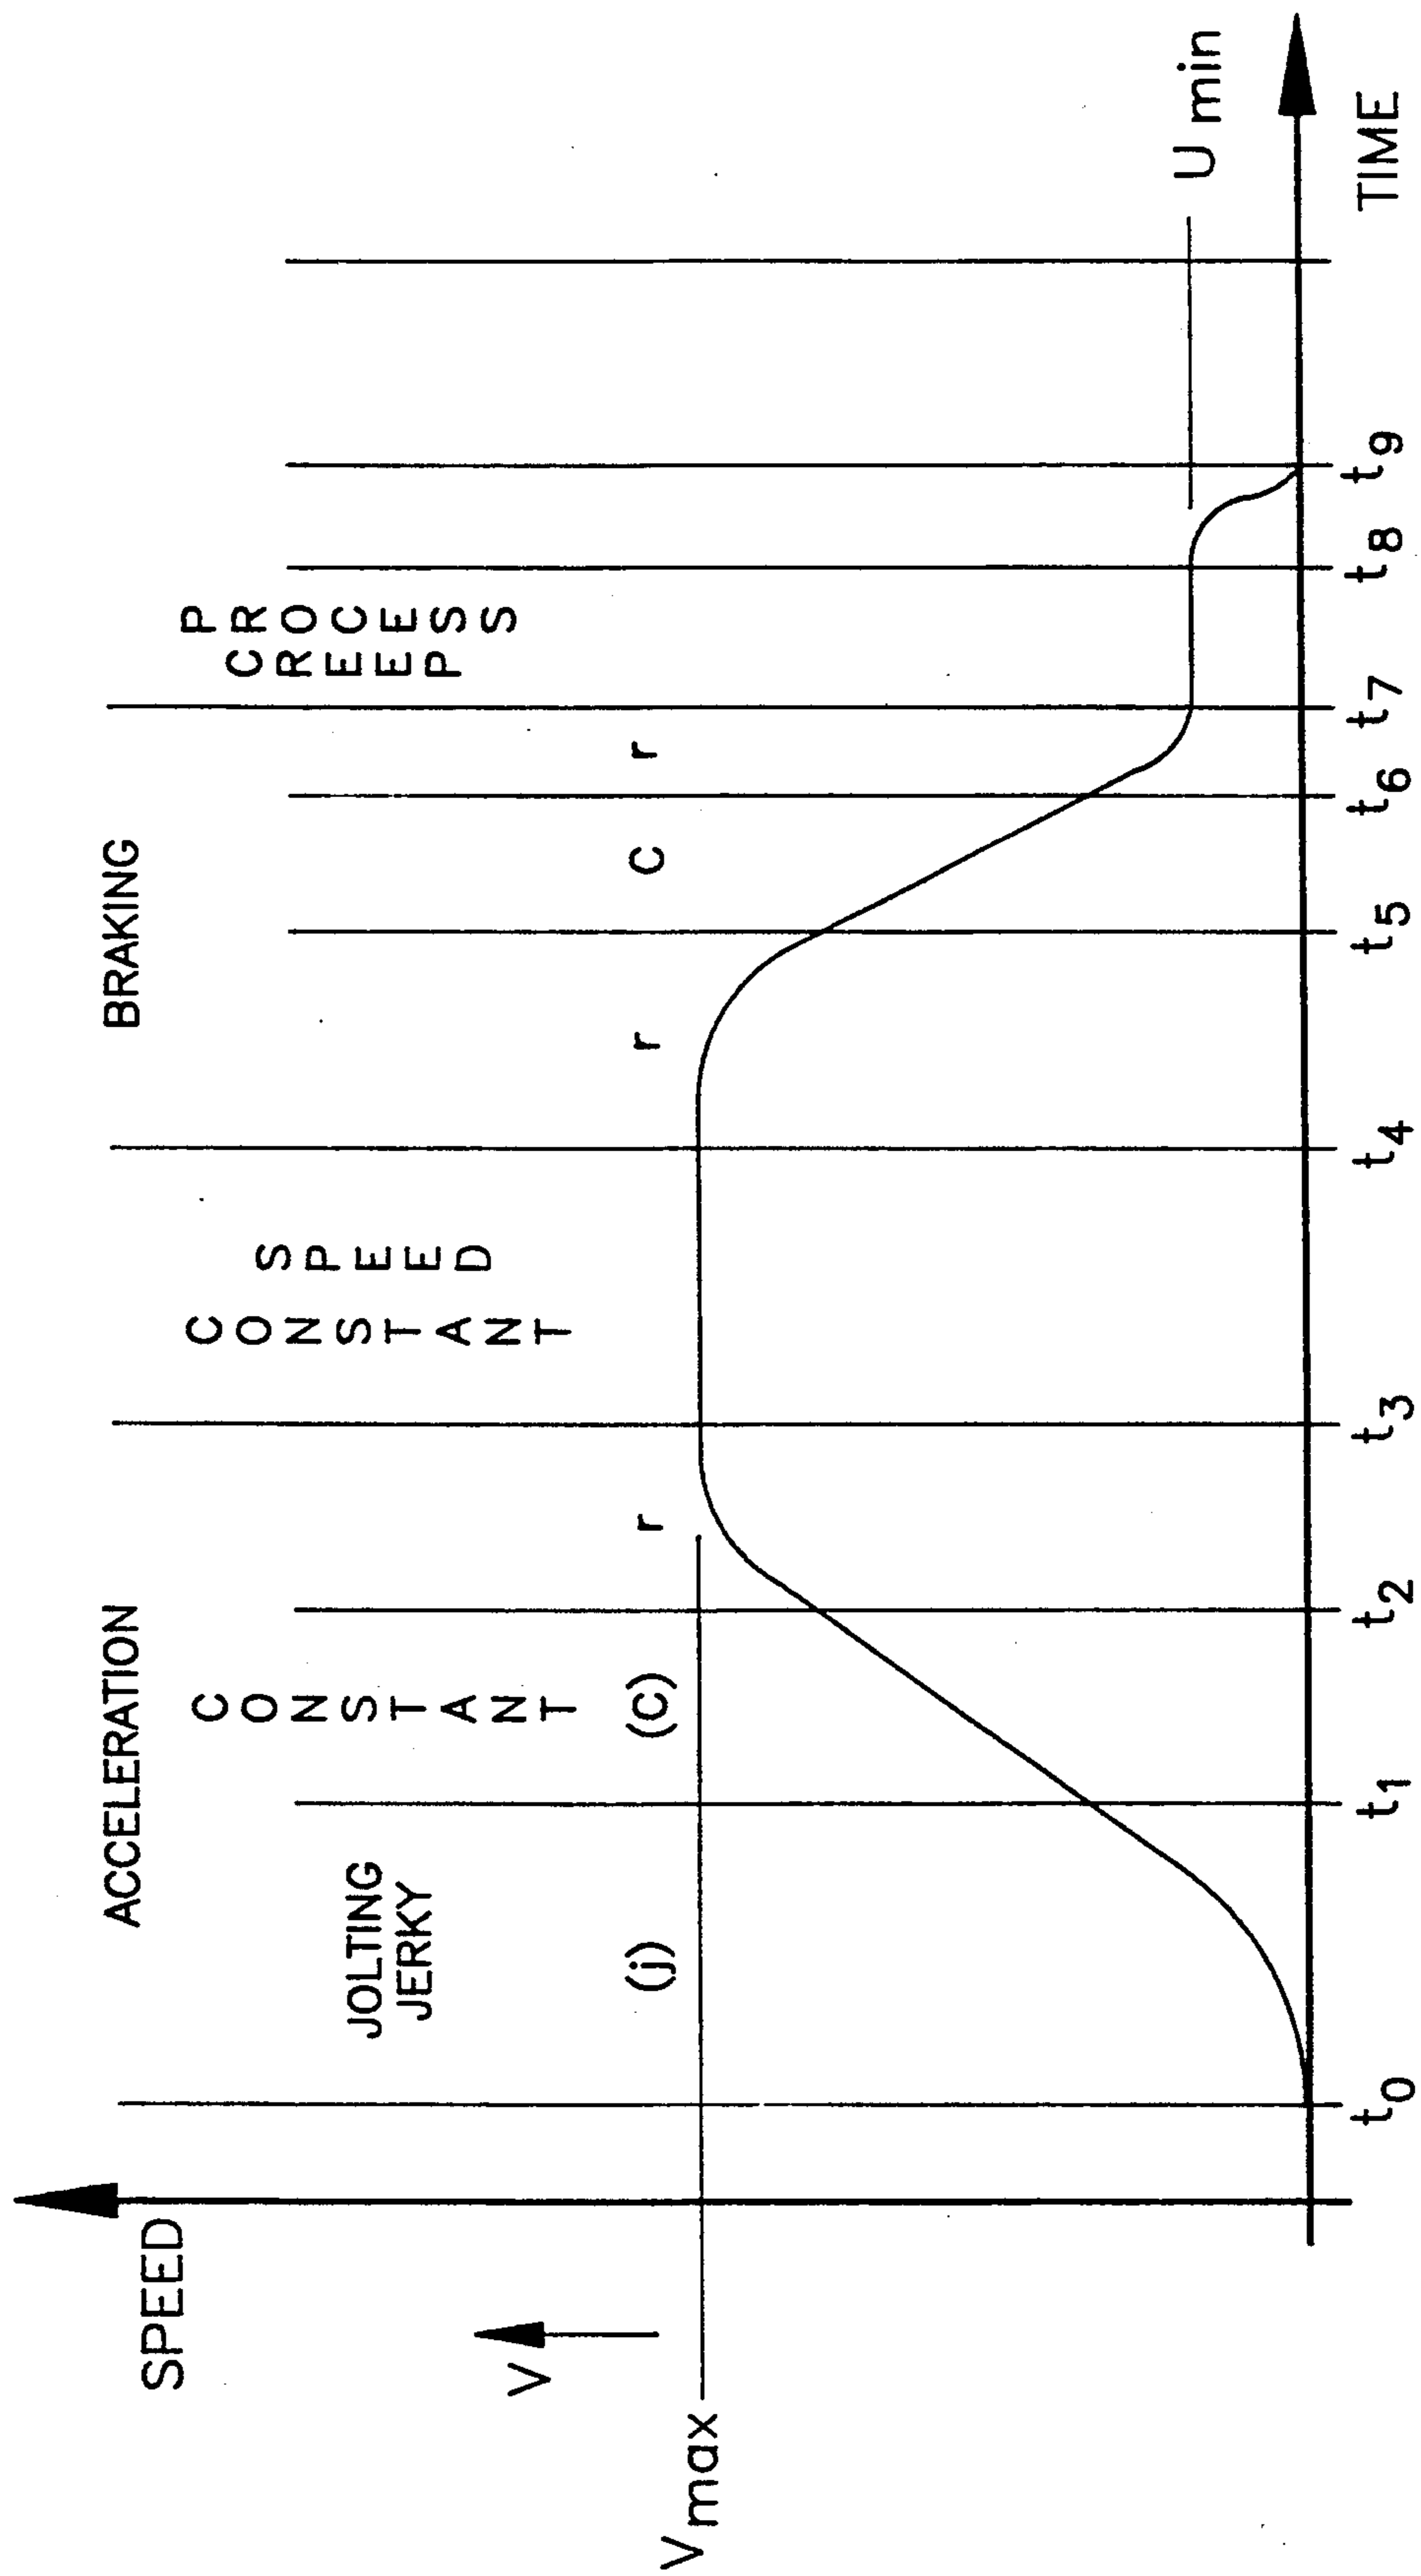 SPEED
V
Vmax
ACCELERATION
JOLTING
JERKY
(j)
CONSTANT
(C)
r
CONSTANT
SPEED
BRAKING
r
C
r
CREEP
PROCESS
U min
TIME
t0
t1
t2
t3
t4
t5
t6
t7
t8
t9